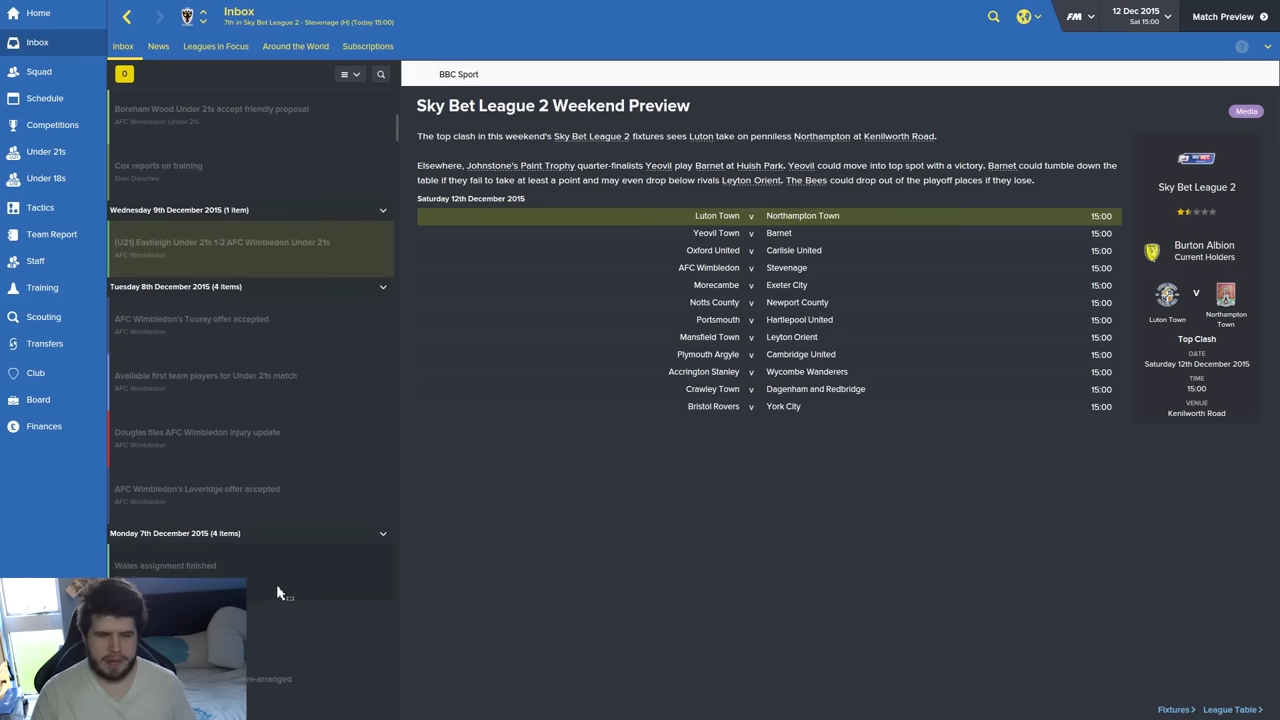 Home
Inbox
Squad
Schedule
Competitions
Under 21s
Under 18s
Tactics
Team Report
Staff
Training
Scouting
Transfers
Club
Board
Finances
Inbox
7th in Sky Bet League 2 - Stevenage (H) (Today 15:00)
FM
12 Dec 2015
Sat 15:00
Match Preview
Inbox News Leagues in Focus Around the World Subscriptions
0
Boreham Wood Under 21s accept friendly proposal
AFC Wimbledon Under 21s
Cox reports on training
Slavi Danchev
Wednesday 9th December 2015 (1 item)
(U21) Eastleigh Under 21s 1-2 AFC Wimbledon Under 21s
AFC Wimbledon
Tuesday 8th December 2015 (4 items)
AFC Wimbledon's Touray offer accepted
AFC Wimbledon
Available first team players for Under 21s match
AFC Wimbledon
Douglas files AFC Wimbledon injury update
AFC Wimbledon
AFC Wimbledon's Loveridge offer accepted
AFC Wimbledon
Monday 7th December 2015 (4 items)
Wales assignment finished
re-arranged
BBC Sport
Sky Bet League 2 Weekend Preview
Media
The top clash in this weekend's Sky Bet League 2 fixtures sees Luton take on penniless Northampton at Kenilworth Road.
Elsewhere, Johnstone's Paint Trophy quarter-finalists Yeovil play Barnet at Huish Park. Yeovil could move into top spot with a victory. Barnet could tumble down the
table if they fail to take at least a point and may even drop below rivals Leyton Orient. The Bees could drop out of the playoff places if they lose.
Saturday 12th December 2015
Luton Town v Northampton Town 15:00
Yeovil Town v Barnet 15:00
Oxford United v Carlisle United 15:00
AFC Wimbledon v Stevenage 15:00
Morecambe v Exeter City 15:00
Notts County v Newport County 15:00
Portsmouth v Hartlepool United 15:00
Mansfield Town v Leyton Orient 15:00
Plymouth Argyle v Cambridge United 15:00
Accrington Stanley v Wycombe Wanderers 15:00
Crawley Town v Dagenham and Redbridge 15:00
Bristol Rovers v York City 15:00
Sky Bet League 2
Burton Albion
Current Holders
V
Luton Town
Northampton
Town
Top Clash
DATE
Saturday 12th December 2015
TIME
15:00
VENUE
Kenilworth Road
Fixtures> League Table>